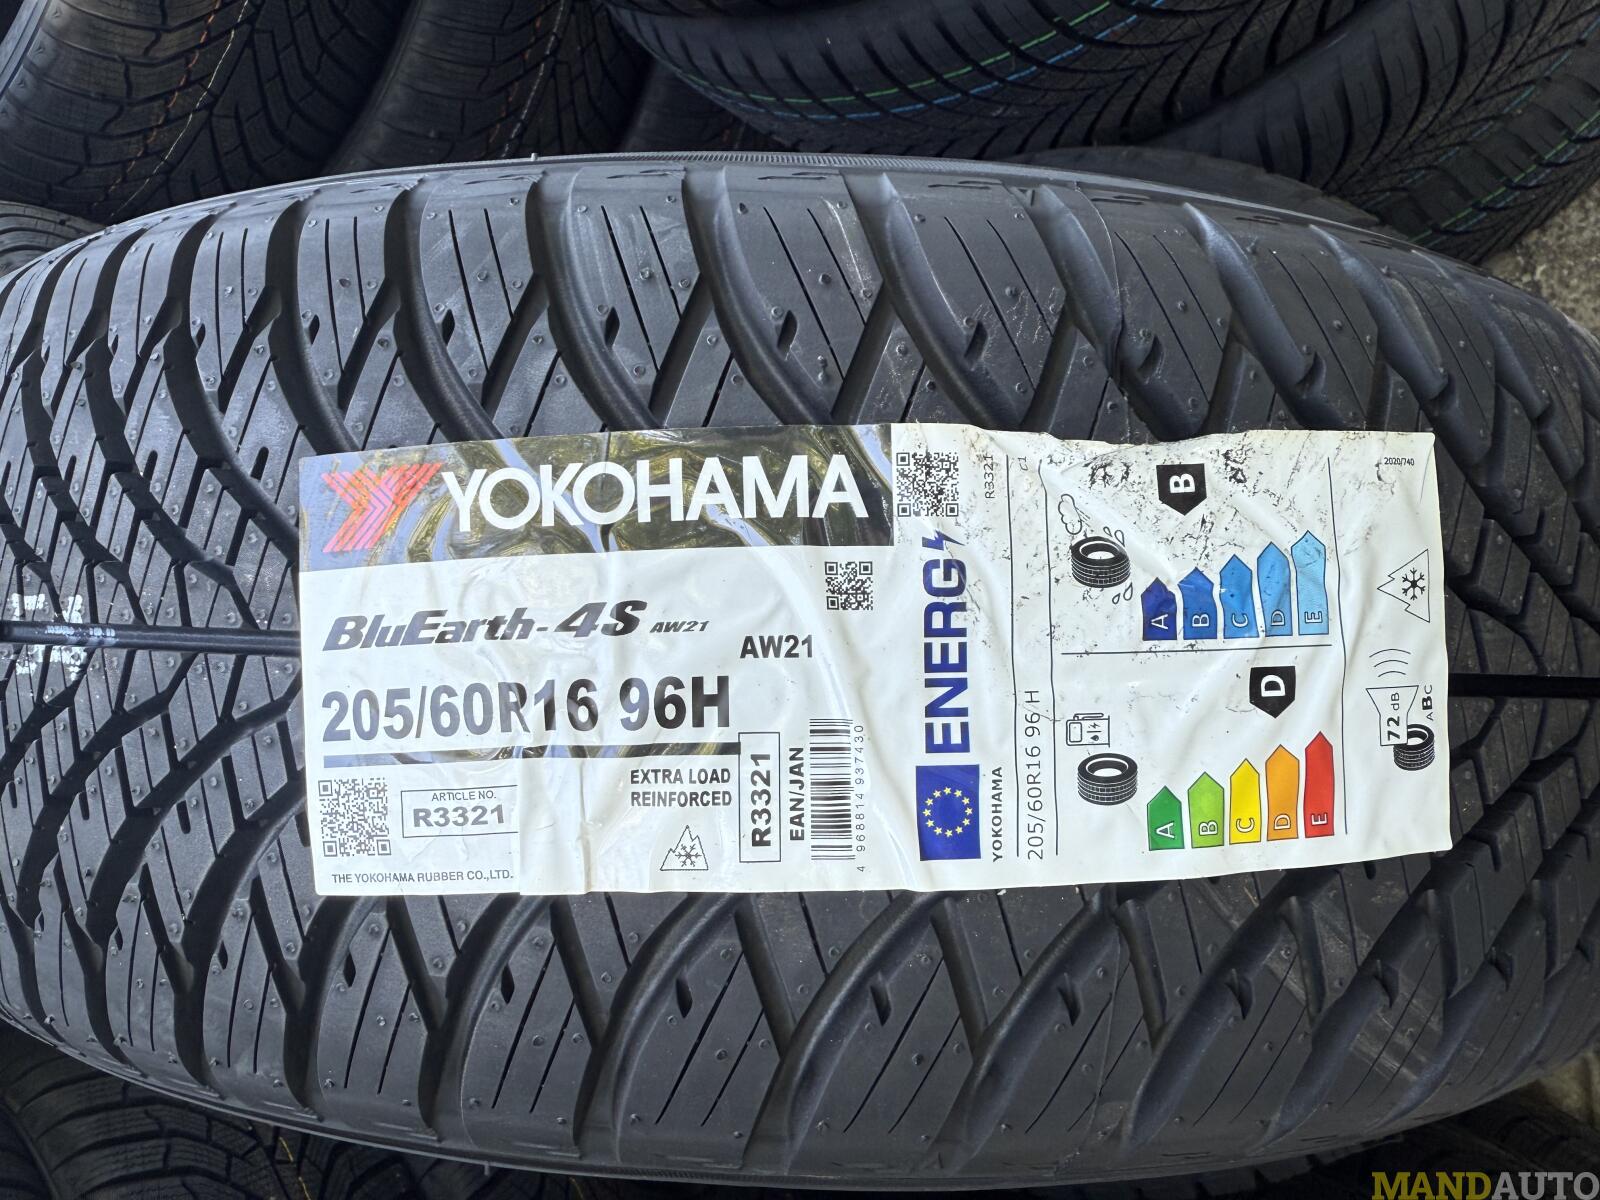 YOKOHAMA
BluEarth-4S AW21
AW21
205/60R16 96H
EXTRA LOAD
REINFORCED
ARTICLE NO.
R3321
THE YOKOHAMA RUBBER CO.,LTD.
R3321
EAN/JAN
4 968814 937430
ENERG
YOKOHAMA
R3321
C1
205/60R16 96 H
B
A
B
C
D
E
D
A
B
C
D
E
2020/740
72 dB
ABC
MANDAUTO